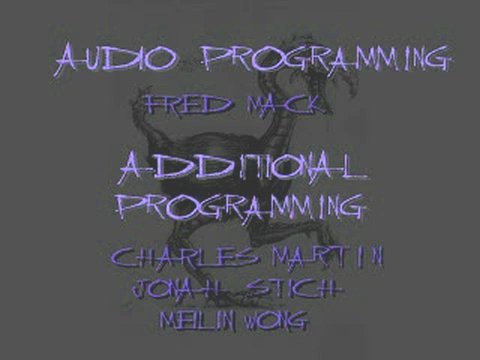 AUDIO PROGRAMMING
FRED MACK
ADDITIONAL
PROGRAMMING
CHARLES MARTIN
JONAH STICH
MEILIN WONG